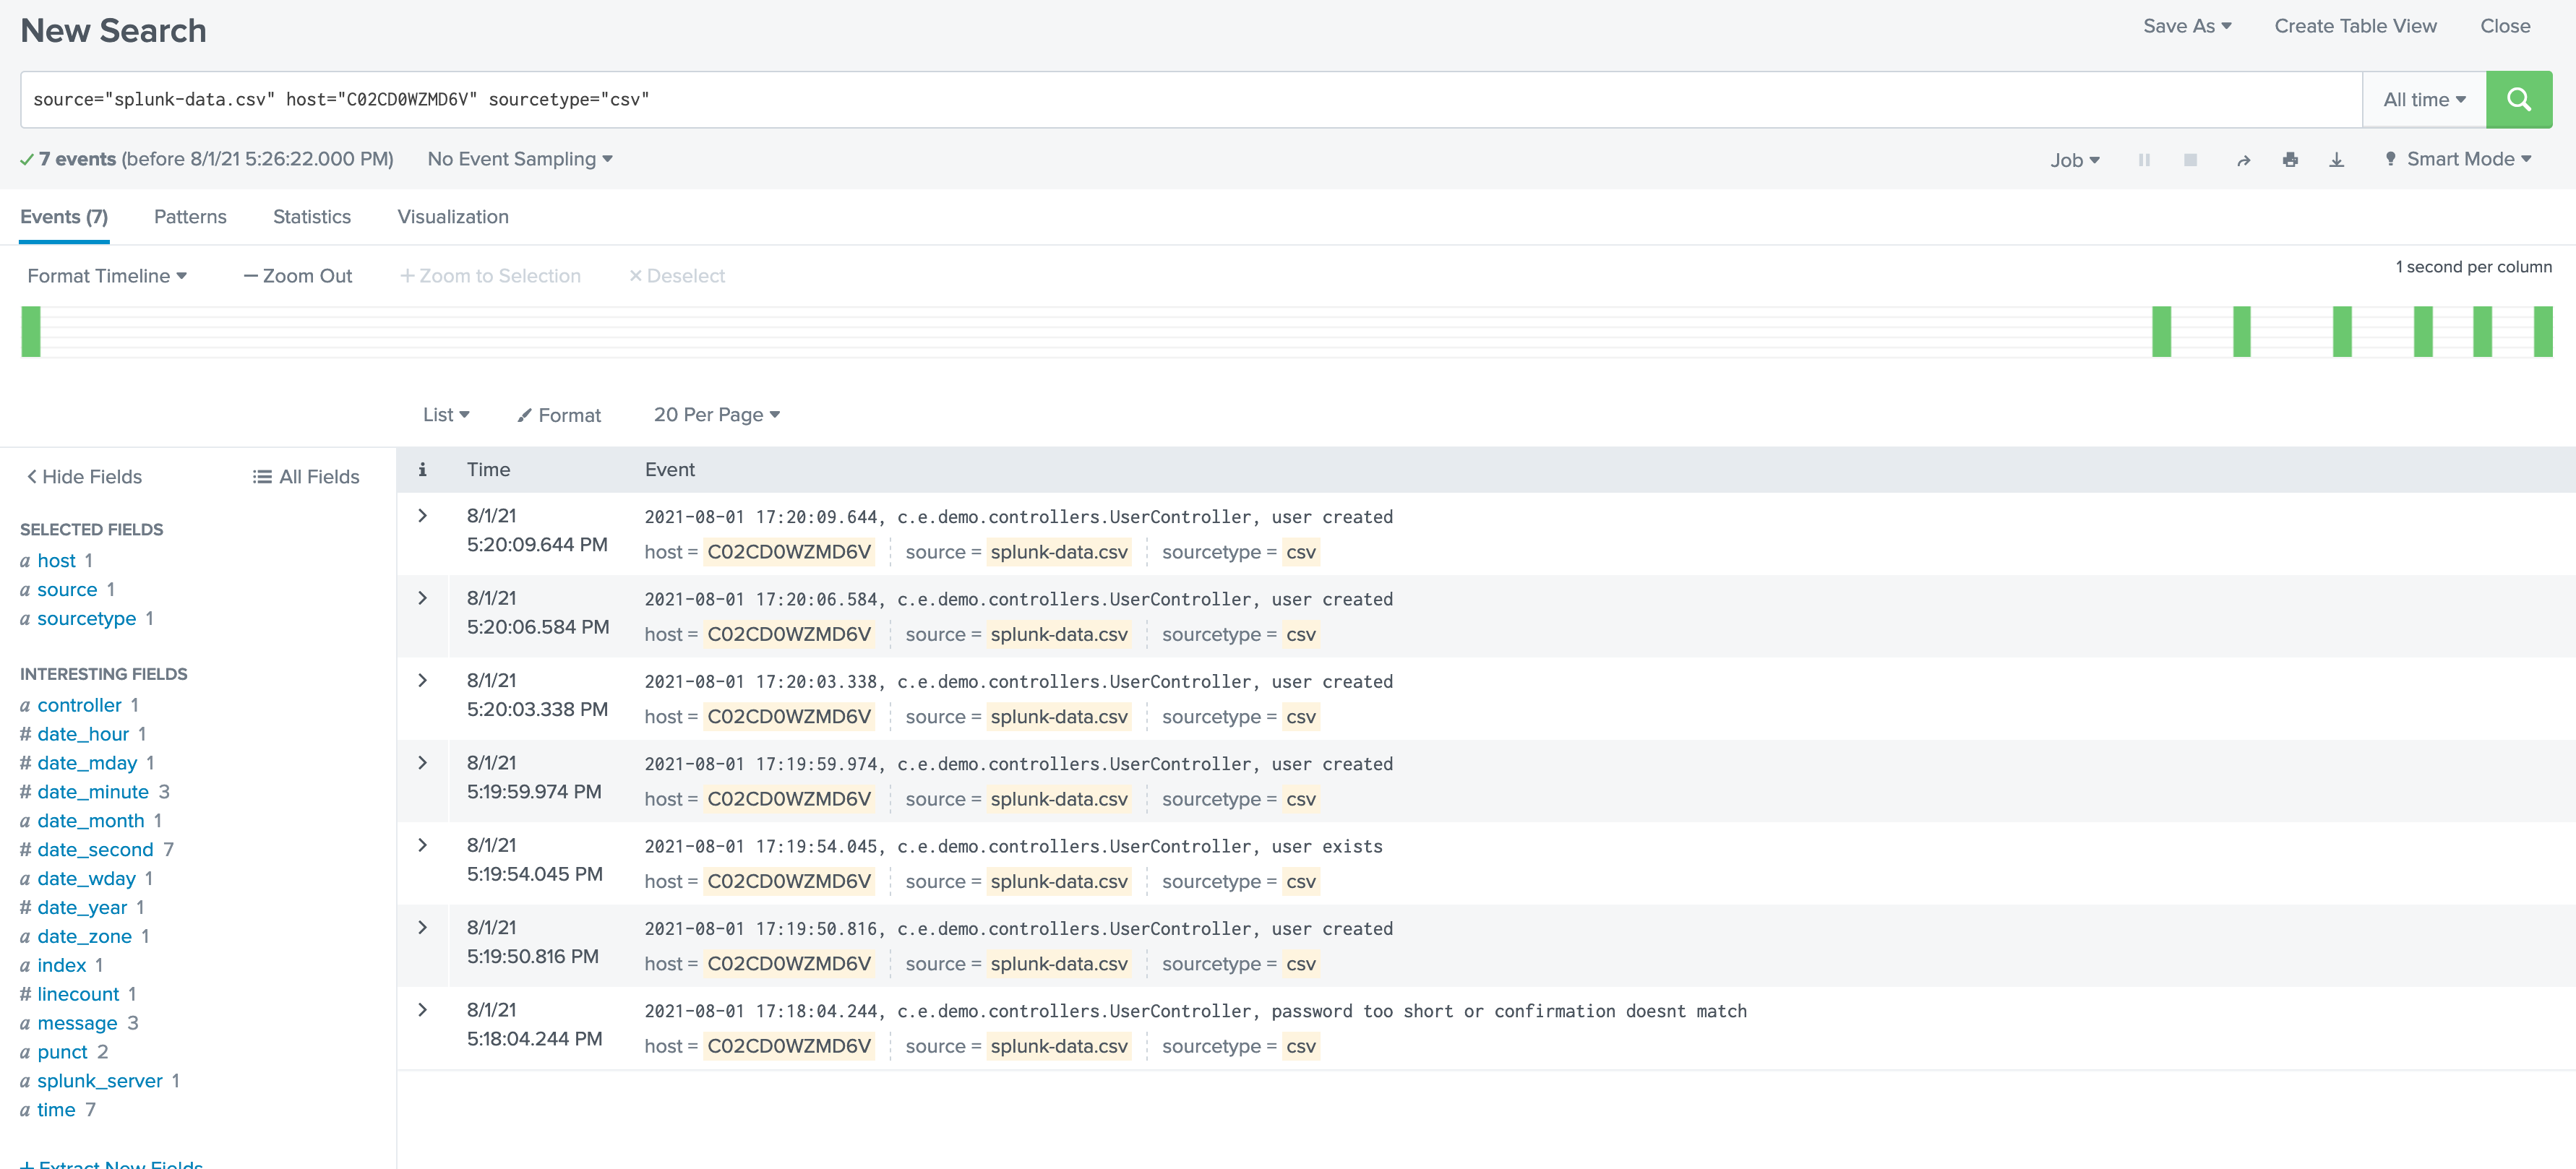 New Search
Save As Create Table View Close
source="splunk-data.csv" host="C02CD0WZMD6V" sourcetype="csv"
All time
7 events (before 8/1/21 5:26:22.000 PM) No Event Sampling
Job Smart Mode
Events (7) Patterns Statistics Visualization
Format Timeline — Zoom Out + Zoom to Selection × Deselect
1 second per column
List Format 20 Per Page
< Hide Fields All Fields
SELECTED FIELDS
a host 1
a source 1
a sourcetype 1
INTERESTING FIELDS
a controller 1
# date_hour 1
# date_mday 1
# date_minute 3
a date_month 1
# date_second 7
a date_wday 1
# date_year 1
a date_zone 1
a index 1
# linecount 1
a message 3
a punct 2
a splunk_server 1
a time 7
+ Extract New Fields
i Time Event
8/1/21
5:20:09.644 PM
2021-08-01 17:20:09.644, c.e.demo.controllers.UserController, user created
host = C02CD0WZMD6V source = splunk-data.csv sourcetype = csv
8/1/21
5:20:06.584 PM
2021-08-01 17:20:06.584, c.e.demo.controllers.UserController, user created
host = C02CD0WZMD6V source = splunk-data.csv sourcetype = csv
8/1/21
5:20:03.338 PM
2021-08-01 17:20:03.338, c.e.demo.controllers.UserController, user created
host = C02CD0WZMD6V source = splunk-data.csv sourcetype = csv
8/1/21
5:19:59.974 PM
2021-08-01 17:19:59.974, c.e.demo.controllers.UserController, user created
host = C02CD0WZMD6V source = splunk-data.csv sourcetype = csv
8/1/21
5:19:54.045 PM
2021-08-01 17:19:54.045, c.e.demo.controllers.UserController, user exists
host = C02CD0WZMD6V source = splunk-data.csv sourcetype = csv
8/1/21
5:19:50.816 PM
2021-08-01 17:19:50.816, c.e.demo.controllers.UserController, user created
host = C02CD0WZMD6V source = splunk-data.csv sourcetype = csv
8/1/21
5:18:04.244 PM
2021-08-01 17:18:04.244, c.e.demo.controllers.UserController, password too short or confirmation doesnt match
host = C02CD0WZMD6V source = splunk-data.csv sourcetype = csv